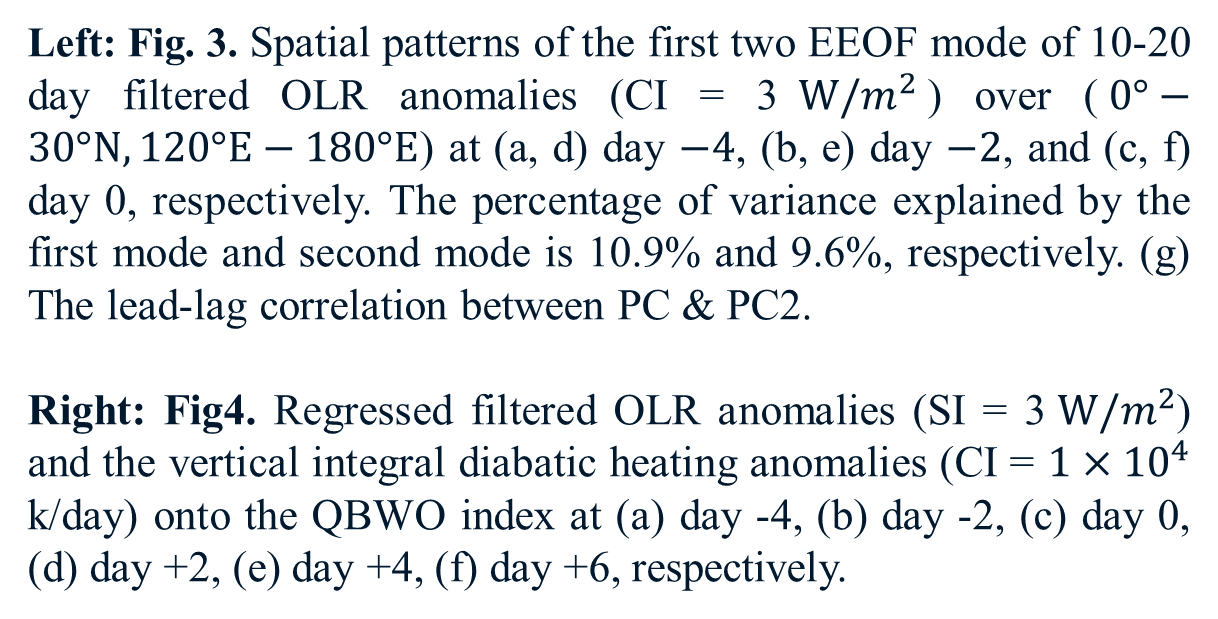 Left: Fig. 3. Spatial patterns of the first two EEOF mode of 10-20
day filtered OLR anomalies (CI = 3 W/m²) over (0° −
30°N, 120°E − 180°E) at (a, d) day −4, (b, e) day −2, and (c, f)
day 0, respectively. The percentage of variance explained by the
first mode and second mode is 10.9% and 9.6%, respectively. (g)
The lead-lag correlation between PC & PC2.
Right: Fig4. Regressed filtered OLR anomalies (SI = 3 W/m²)
and the vertical integral diabatic heating anomalies (CI = 1 × 10⁴
k/day) onto the QBWO index at (a) day -4, (b) day -2, (c) day 0,
(d) day +2, (e) day +4, (f) day +6, respectively.